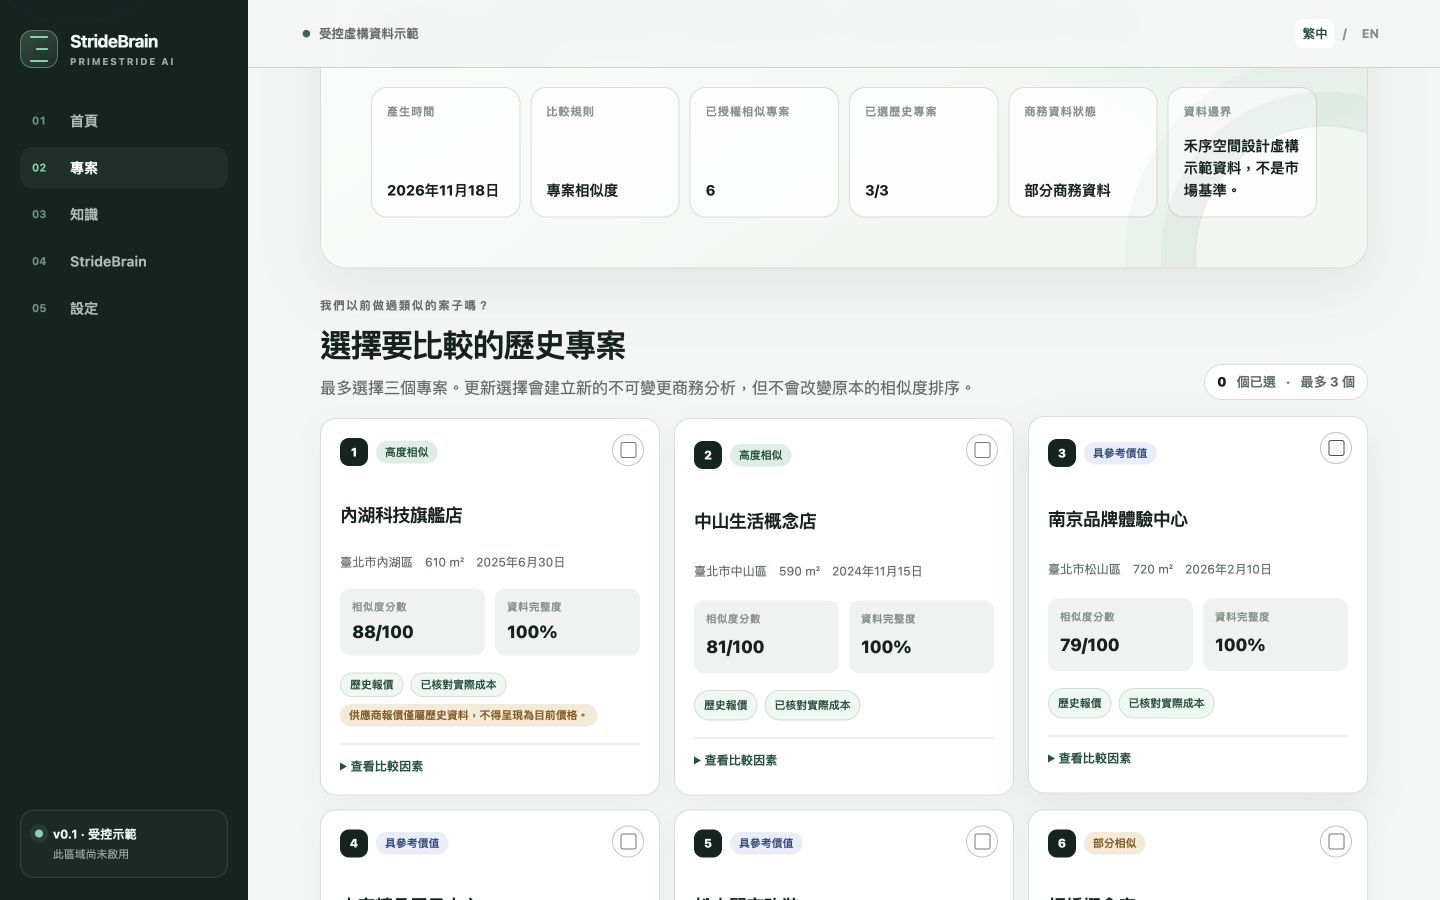 StrideBrain
PRIMESTRIDE AI
01 首頁
02 專案
03 知識
04 StrideBrain
05 設定
v0.1 · 受控示範
此區域尚未啟用
受控虛構資料示範
繁中 / EN
產生時間
2026年11月18日
比較規則
專案相似度
已授權相似專案
6
已選歷史專案
3/3
商務資料狀態
部分商務資料
資料邊界
禾序空間設計虛構
示範資料，不是市
場基準。
我們以前做過類似的案子嗎？
選擇要比較的歷史專案
最多選擇三個專案。更新選擇會建立新的不可變更商務分析，但不會改變原本的相似度排序。
0 個已選 · 最多 3 個
1 高度相似
內湖科技旗艦店
臺北市內湖區 610 m² 2025年6月30日
相似度分數
88/100
資料完整度
100%
歷史報價 已核對實際成本
供應商報價僅屬歷史資料，不得呈現為目前價格。
▶ 查看比較因素
2 高度相似
中山生活概念店
臺北市中山區 590 m² 2024年11月15日
相似度分數
81/100
資料完整度
100%
歷史報價 已核對實際成本
▶ 查看比較因素
3 具參考價值
南京品牌體驗中心
臺北市松山區 720 m² 2026年2月10日
相似度分數
79/100
資料完整度
100%
歷史報價 已核對實際成本
▶ 查看比較因素
4 具參考價值
5 具參考價值
6 部分相似